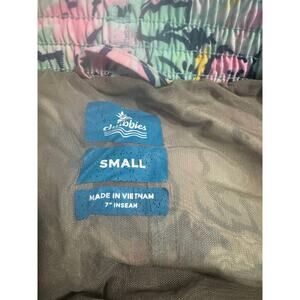 chubbies
SMALL
MADE IN VIETNAM
7" INSEAM